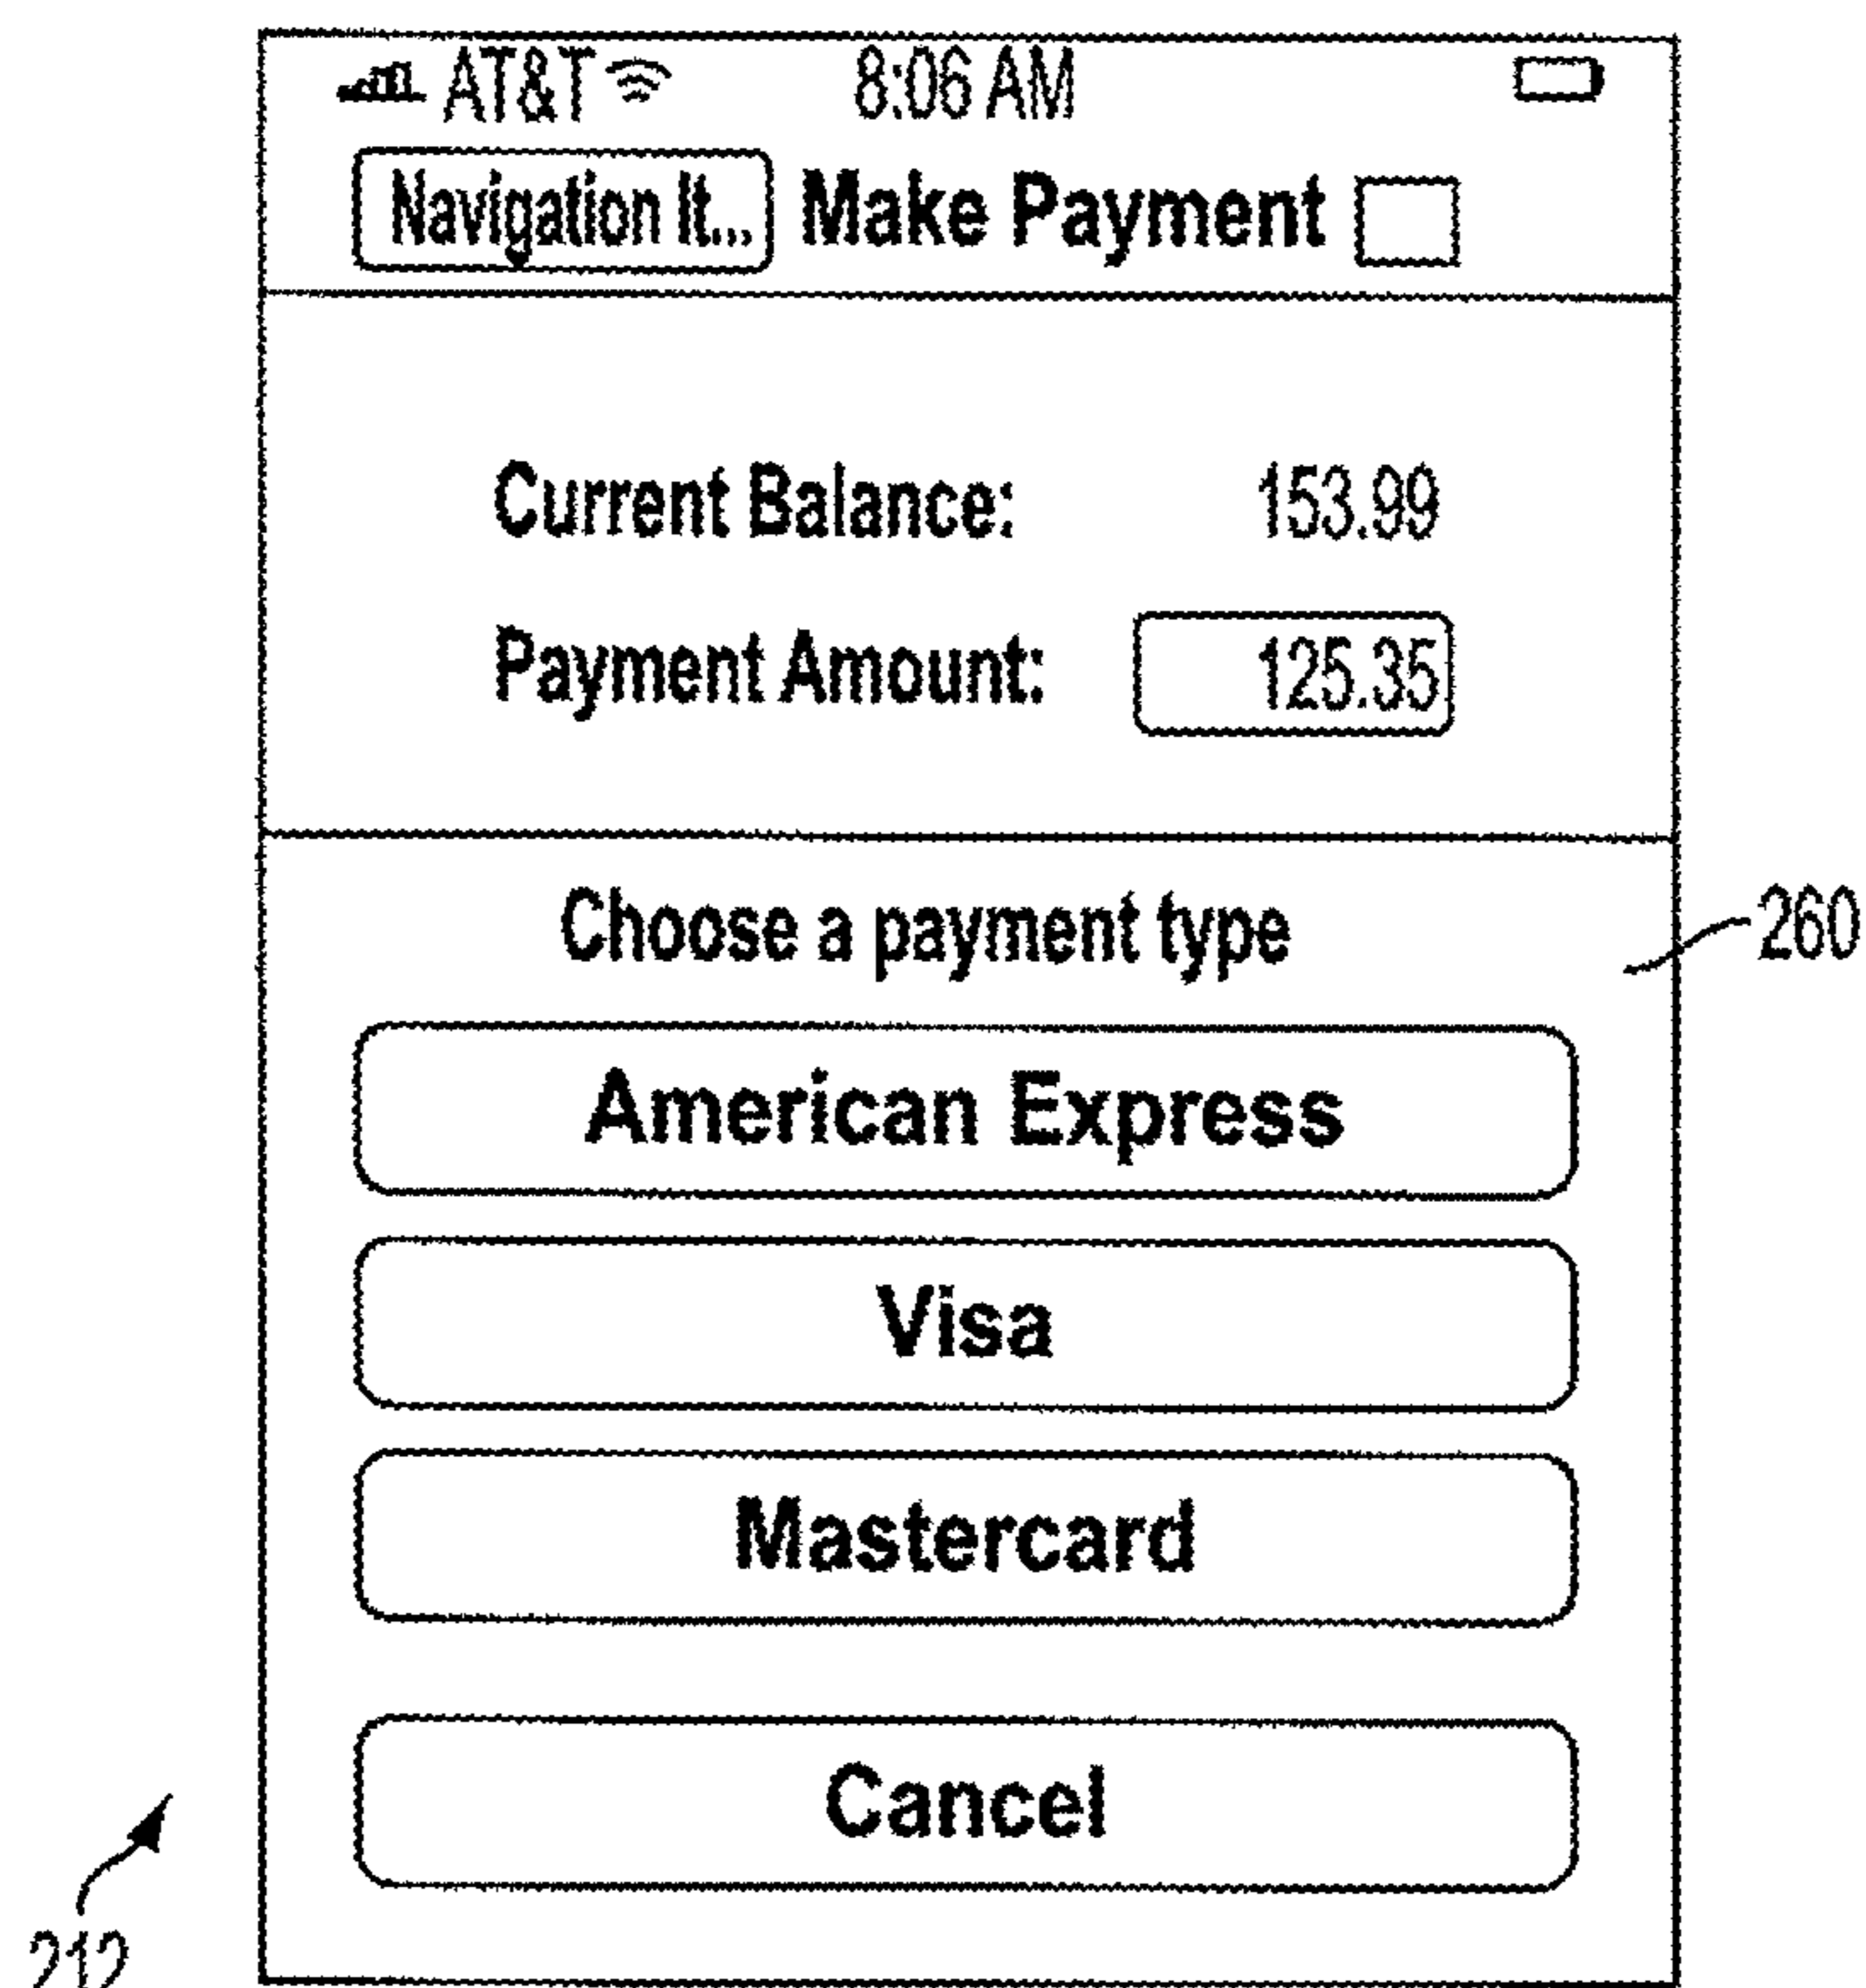 AT&T 8:06 AM
Navigation It... Make Payment
Current Balance: 153.99
Payment Amount: 125.35
Choose a payment type
260
American Express
Visa
Mastercard
Cancel
212